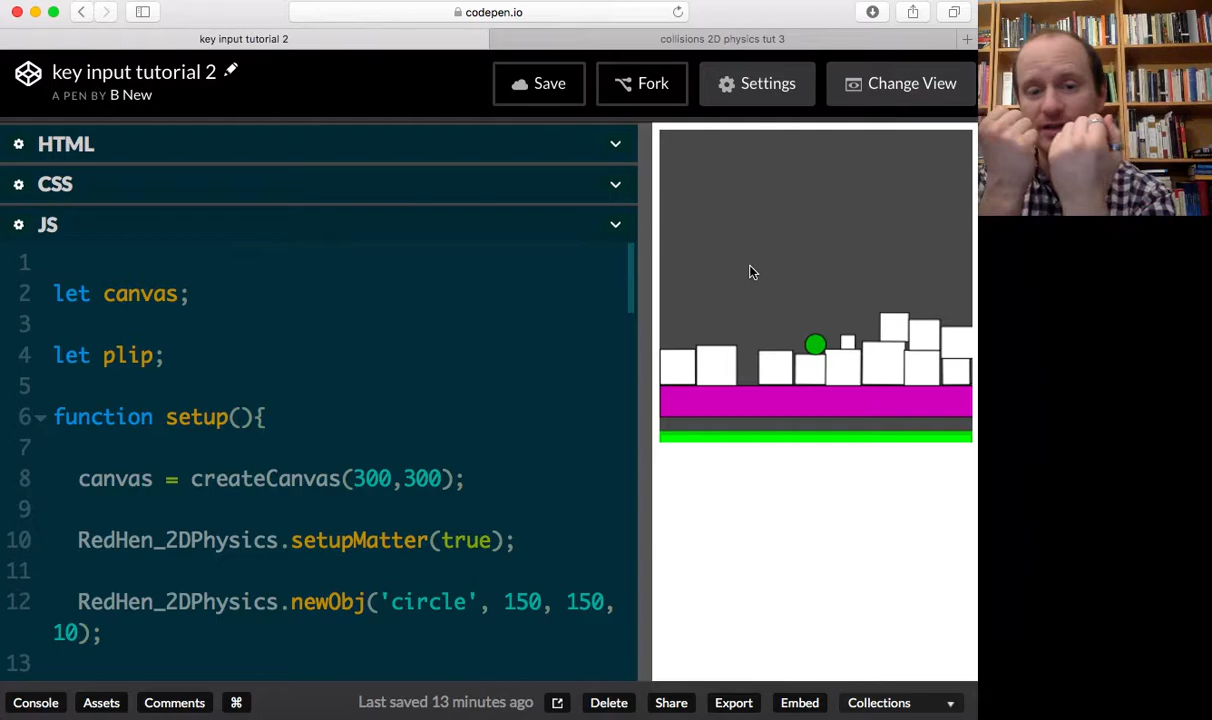 codepen.io
key input tutorial 2
collisions 2D physics tut 3
key input tutorial 2
A PEN BY B New
Save
Fork
Settings
Change View
HTML
CSS
JS
1
2 let canvas;
3
4 let plip;
5
6 function setup(){
7
8 canvas = createCanvas(300,300);
9
10 RedHen_2DPhysics.setupMatter(true);
11
12 RedHen_2DPhysics.newObj('circle', 150, 150,
10);
13
Console
Assets
Comments
⌘
Last saved 13 minutes ago
Delete
Share
Export
Embed
Collections